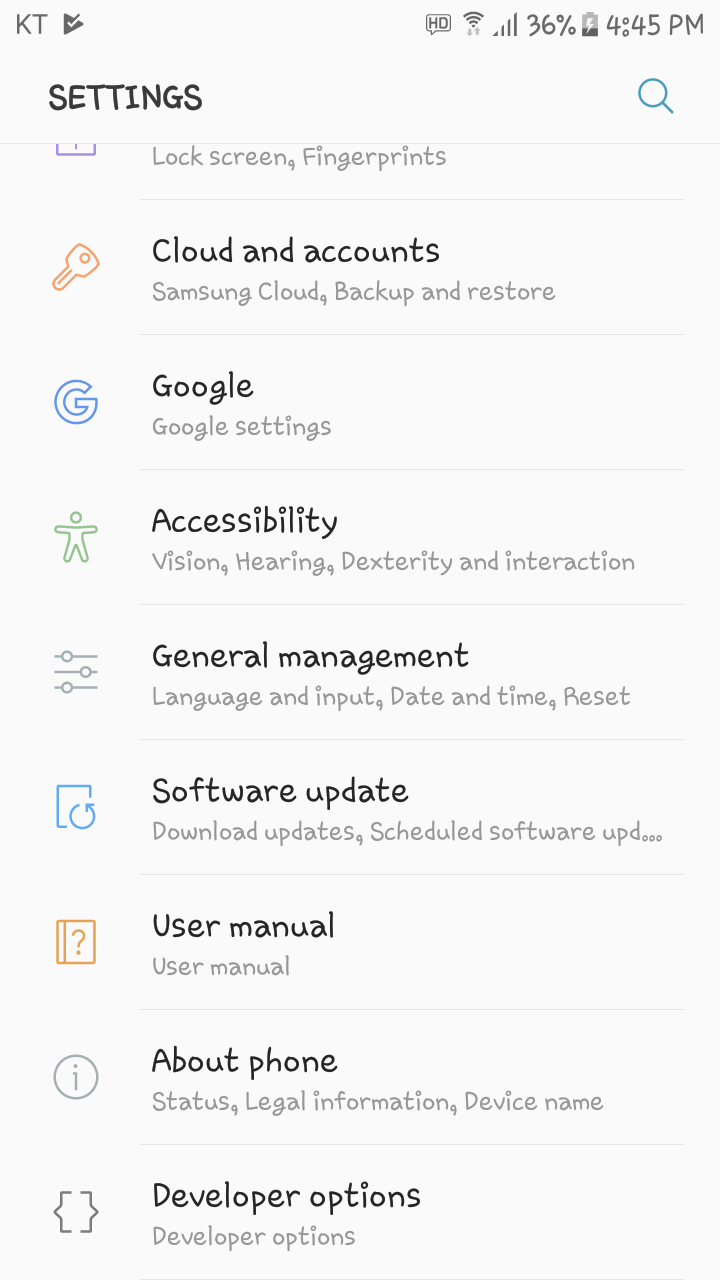 KT HD 36% 4:45 PM
SETTINGS
Lock screen, Fingerprints
Cloud and accounts
Samsung Cloud, Backup and restore
Google
Google settings
Accessibility
Vision, Hearing, Dexterity and interaction
General management
Language and input, Date and time, Reset
Software update
Download updates, Scheduled software upd...
User manual
User manual
About phone
Status, Legal information, Device name
Developer options
Developer options